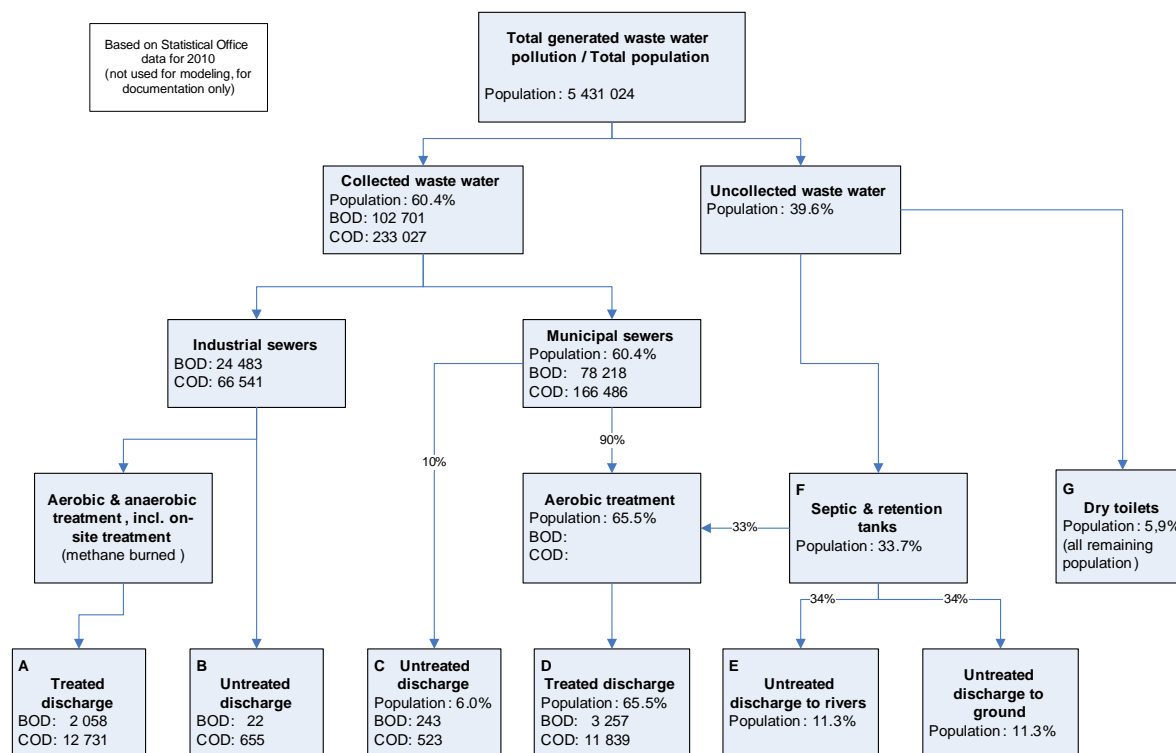 Based on Statistical Office
data for 2010
(not used for modeling, for
documentation only)
Total generated waste water
pollution / Total population
Population : 5 431 024
Collected waste water
Population : 60.4%
BOD: 102 701
COD: 233 027
Uncollected waste water
Population : 39.6%
Industrial sewers
BOD: 24 483
COD: 66 541
Municipal sewers
Population : 60.4%
BOD: 78 218
COD: 166 486
10%
90%
Aerobic & anaerobic
treatment , incl. on-
site treatment
(methane burned )
Aerobic treatment
Population : 65.5%
BOD:
COD:
33%
F
Septic & retention
tanks
Population : 33.7%
G
Dry toilets
Population : 5,9%
(all remaining
population )
34%
34%
A
Treated
discharge
BOD: 2 058
COD: 12 731
B
Untreated
discharge
BOD: 22
COD: 655
C
Untreated
discharge
Population : 6.0%
BOD: 243
COD: 523
D
Treated discharge
Population : 65.5%
BOD: 3 257
COD: 11 839
E
Untreated
discharge to rivers
Population : 11.3%
Untreated
discharge to
ground
Population : 11.3%